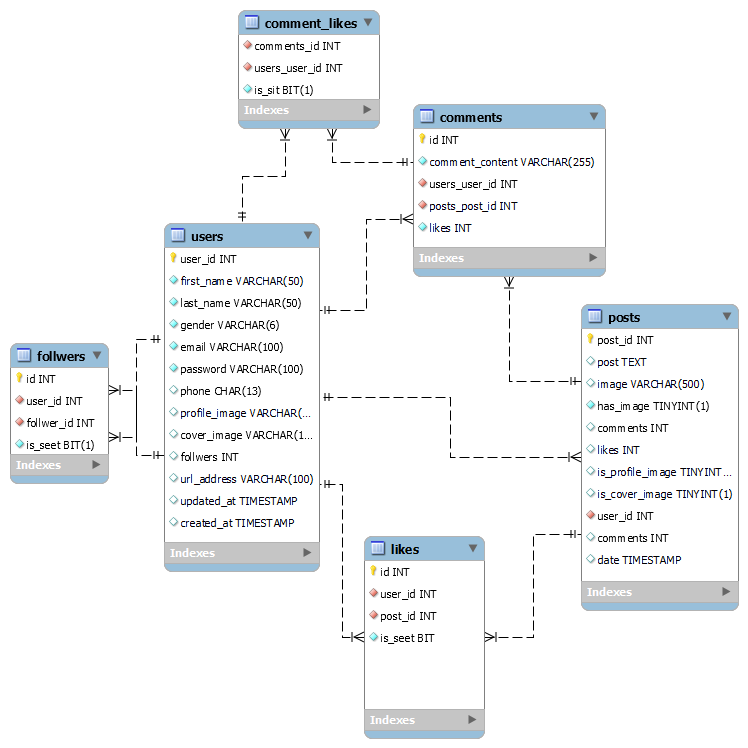 comment_likes
comments_id INT
users_user_id INT
is_sit BIT(1)
Indexes
comments
id INT
comment_content VARCHAR(255)
users_user_id INT
posts_post_id INT
likes INT
Indexes
users
user_id INT
first_name VARCHAR(50)
last_name VARCHAR(50)
gender VARCHAR(6)
email VARCHAR(100)
password VARCHAR(100)
phone CHAR(13)
profile_image VARCHAR(...
cover_image VARCHAR(1...
follwers INT
url_address VARCHAR(100)
updated_at TIMESTAMP
created_at TIMESTAMP
Indexes
follwers
id INT
user_id INT
follwer_id INT
is_seet BIT(1)
Indexes
posts
post_id INT
post TEXT
image VARCHAR(500)
has_image TINYINT(1)
comments INT
likes INT
is_profile_image TINYINT...
is_cover_image TINYINT(1)
user_id INT
comments INT
date TIMESTAMP
Indexes
likes
id INT
user_id INT
post_id INT
is_seet BIT
Indexes